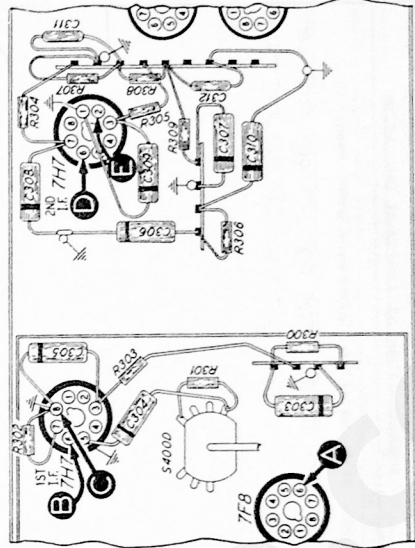 C311
R307
R308
R304
R305
C312
R309
C308
7H7
2ND
I.F.
D
E
C309
C307
C310
C306
R306
R302
C305
R303
1ST
I.F.
7H7
B
C
C302
R301
S4000
R300
C303
7F8
A